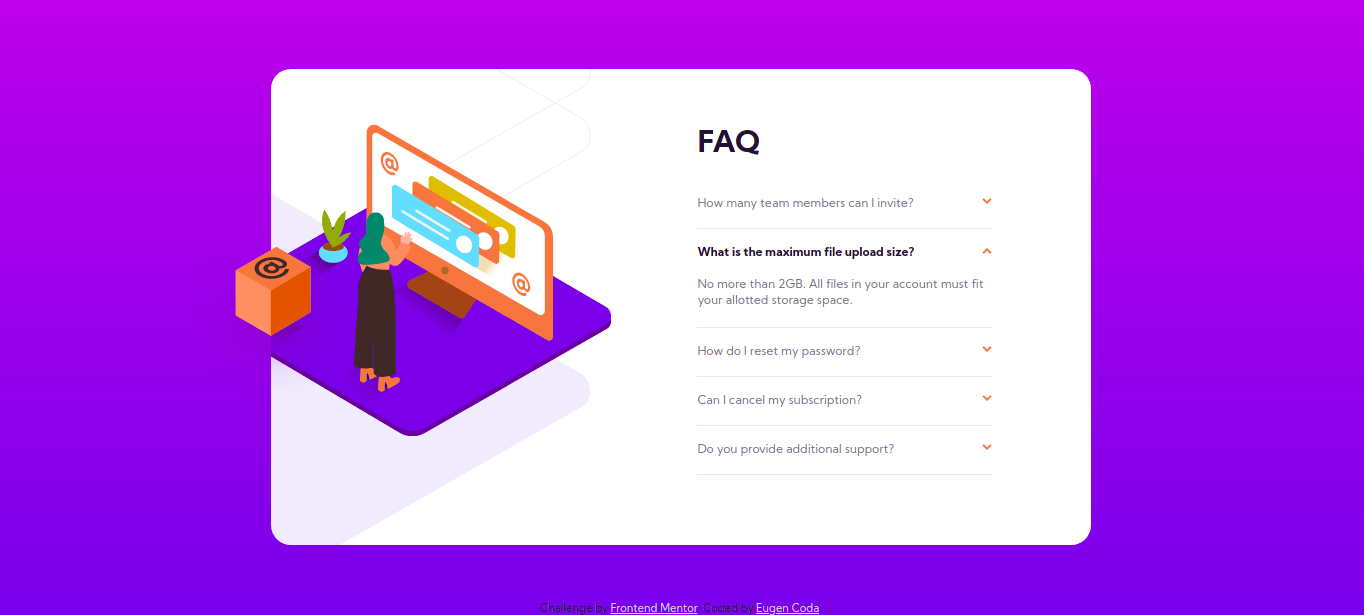 FAQ
How many team members can I invite?
What is the maximum file upload size?
No more than 2GB. All files in your account must fit
your allotted storage space.
How do I reset my password?
Can I cancel my subscription?
Do you provide additional support?
Challenge by Frontend Mentor. Coded by Eugen Coda